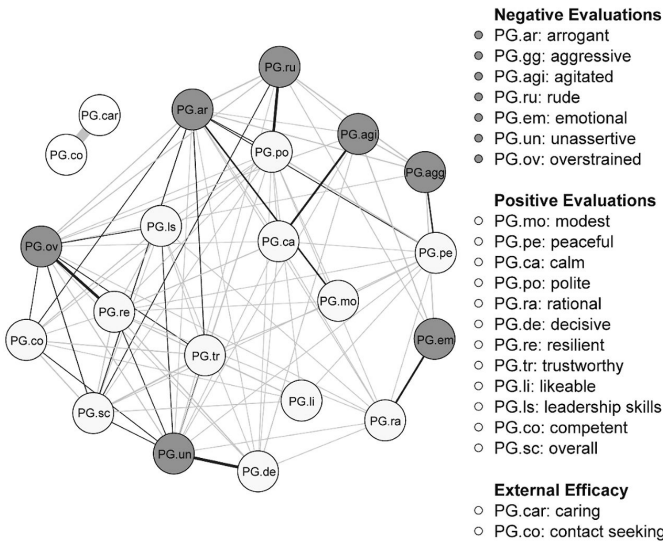 Negative Evaluations
PG.ar: arrogant
PG.gg: aggressive
PG.agi: agitated
PG.ru: rude
PG.em: emotional
PG.un: unassertive
PG.ov: overstrained
Positive Evaluations
PG.mo: modest
PG.pe: peaceful
PG.ca: calm
PG.po: polite
PG.ra: rational
PG.de: decisive
PG.re: resilient
PG.tr: trustworthy
PG.li: likeable
PG.ls: leadership skills
PG.co: competent
PG.sc: overall
External Efficacy
PG.car: caring
PG.co: contact seeking
PG.ru
PG.ar
PG.car
PG.co
PG.po
PG.agi
PG.agg
PG.ls
PG.ov
PG.ca
PG.pe
PG.mo
PG.re
PG.co
PG.tr
PG.em
PG.sc
PG.li
PG.ra
PG.un
PG.de